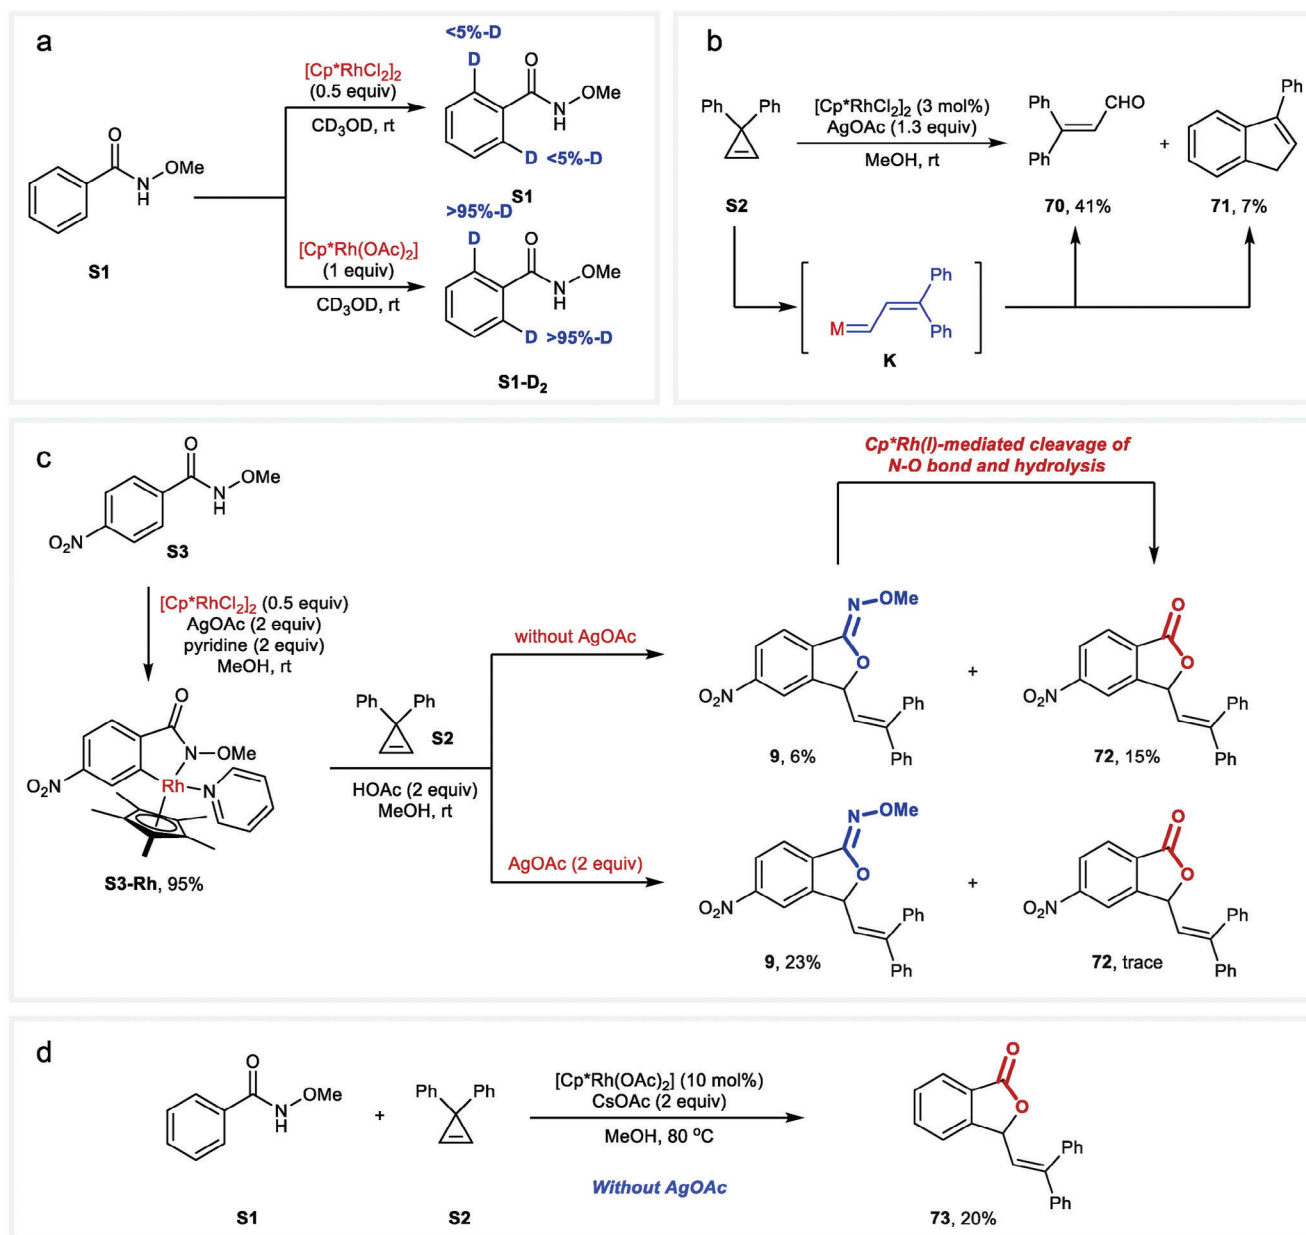 a
<5%-D
D
[Cp*RhCl2]2
(0.5 equiv)
CD3OD, rt
O
N
H
OMe
D <5%-D
S1
O
N
H
OMe
S1
>95%-D
D
[Cp*Rh(OAc)2]
(1 equiv)
CD3OD, rt
O
N
H
OMe
D >95%-D
S1-D2
b
Ph Ph
S2
[Cp*RhCl2]2 (3 mol%)
AgOAc (1.3 equiv)
MeOH, rt
Ph
CHO
Ph
70, 41%
+
Ph
71, 7%
M
Ph
Ph
K
c
O
N
H
OMe
O2N
S3
[Cp*RhCl2]2 (0.5 equiv)
AgOAc (2 equiv)
pyridine (2 equiv)
MeOH, rt
O
N
OMe
O2N
Rh
N
S3-Rh, 95%
Ph Ph
S2
HOAc (2 equiv)
MeOH, rt
Cp*Rh(I)-mediated cleavage of
N-O bond and hydrolysis
without AgOAc
N
OMe
O
O2N
Ph
Ph
9, 6%
+
O
O
O2N
Ph
Ph
72, 15%
AgOAc (2 equiv)
N
OMe
O
O2N
Ph
Ph
9, 23%
+
O
O
O2N
Ph
Ph
72, trace
d
O
N
H
OMe
S1
+
Ph Ph
S2
[Cp*Rh(OAc)2] (10 mol%)
CsOAc (2 equiv)
MeOH, 80 °C
Without AgOAc
O
O
Ph
Ph
73, 20%